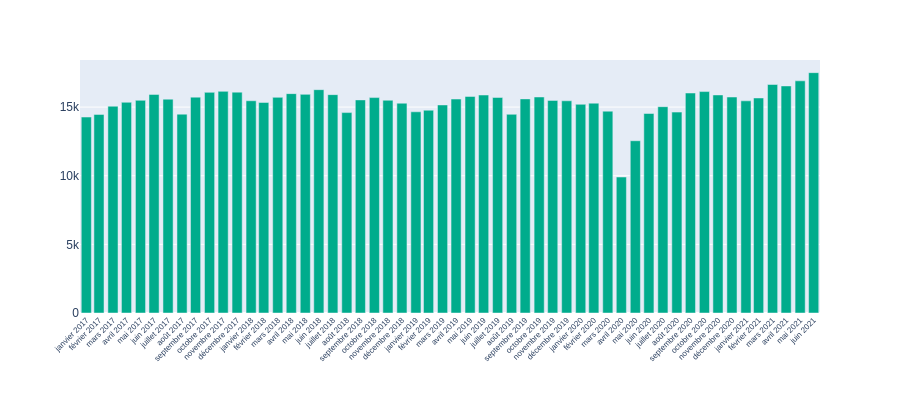 15k
10k
5k
0
janvier 2017
février 2017
mars 2017
avril 2017
mai 2017
juin 2017
juillet 2017
août 2017
septembre 2017
octobre 2017
novembre 2017
décembre 2017
janvier 2018
février 2018
mars 2018
avril 2018
mai 2018
juin 2018
juillet 2018
août 2018
septembre 2018
octobre 2018
novembre 2018
décembre 2018
janvier 2019
février 2019
mars 2019
avril 2019
mai 2019
juin 2019
juillet 2019
août 2019
septembre 2019
octobre 2019
novembre 2019
décembre 2019
janvier 2020
février 2020
mars 2020
avril 2020
mai 2020
juin 2020
juillet 2020
août 2020
septembre 2020
octobre 2020
novembre 2020
décembre 2020
janvier 2021
février 2021
mars 2021
avril 2021
mai 2021
juin 2021